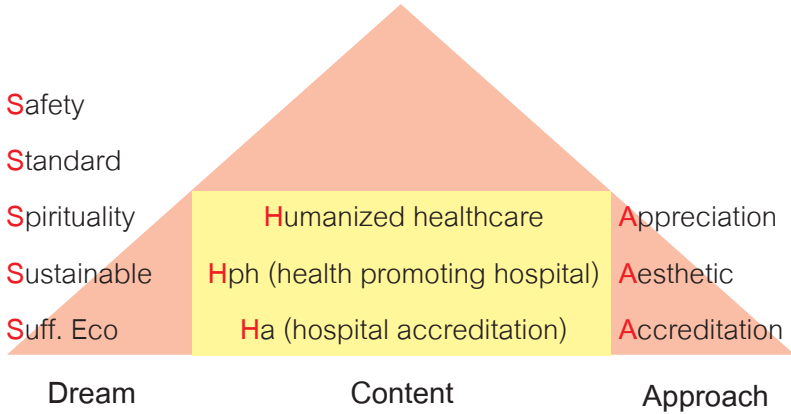 Safety
Standard
Spirituality
Sustainable
Suff. Eco
Dream
Humanized healthcare
Hph (health promoting hospital)
Ha (hospital accreditation)
Content
Appreciation
Aesthetic
Accreditation
Approach